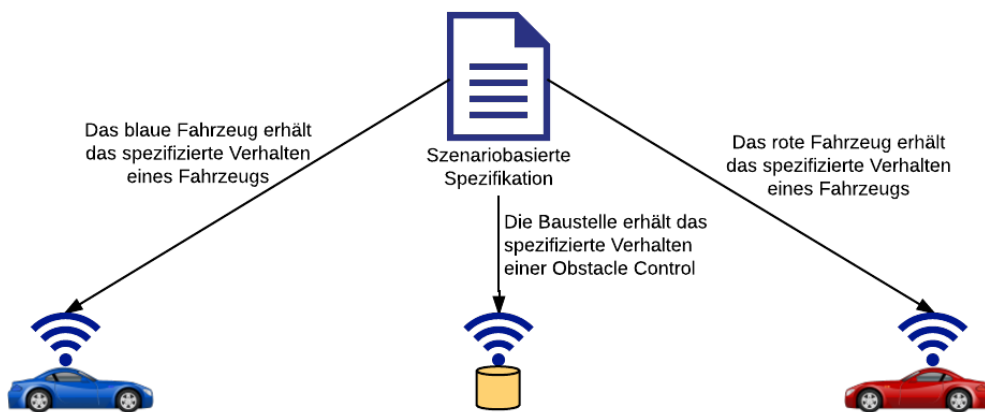 Das blaue Fahrzeug erhält
das spezifizierte Verhalten
eines Fahrzeugs
Szenariobasierte
Spezifikation
Das rote Fahrzeug erhält
das spezifizierte Verhalten
eines Fahrzeugs
Die Baustelle erhält das
spezifizierte Verhalten
einer Obstacle Control